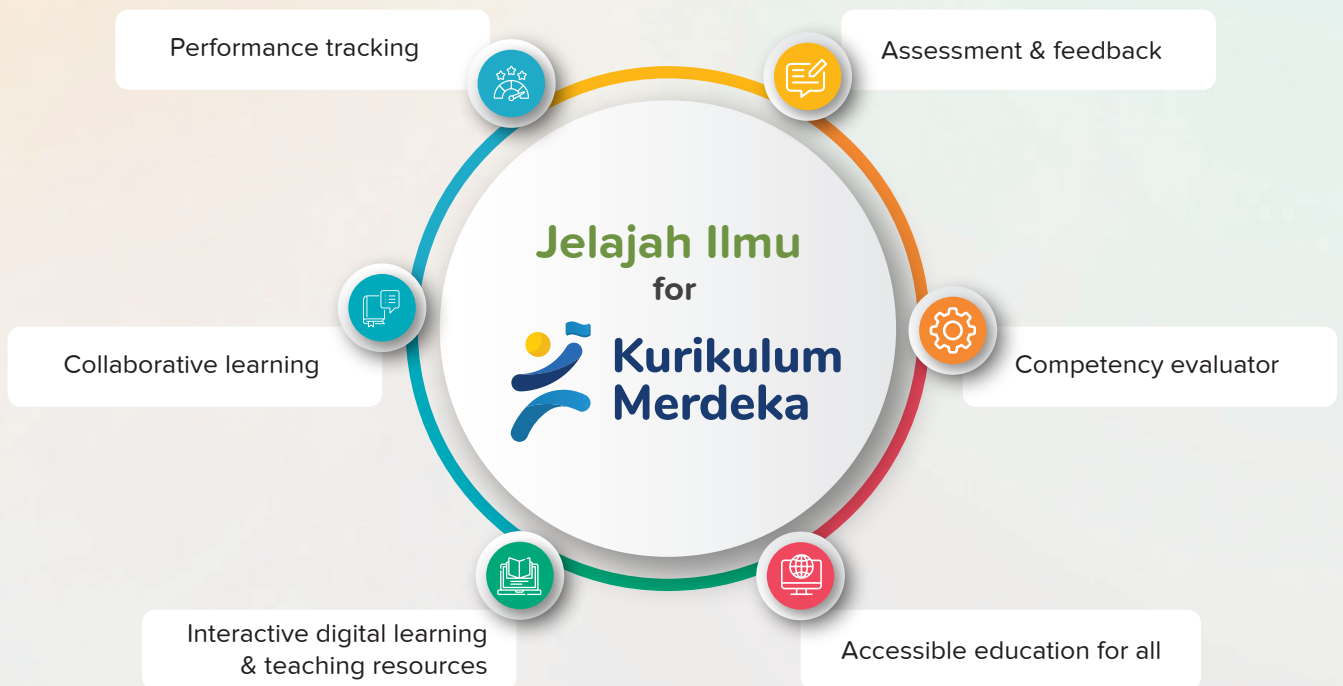 Performance tracking
Assessment & feedback
Jelajah Ilmu
for
Kurikulum
Merdeka
Collaborative learning
Competency evaluator
Interactive digital learning
& teaching resources
Accessible education for all